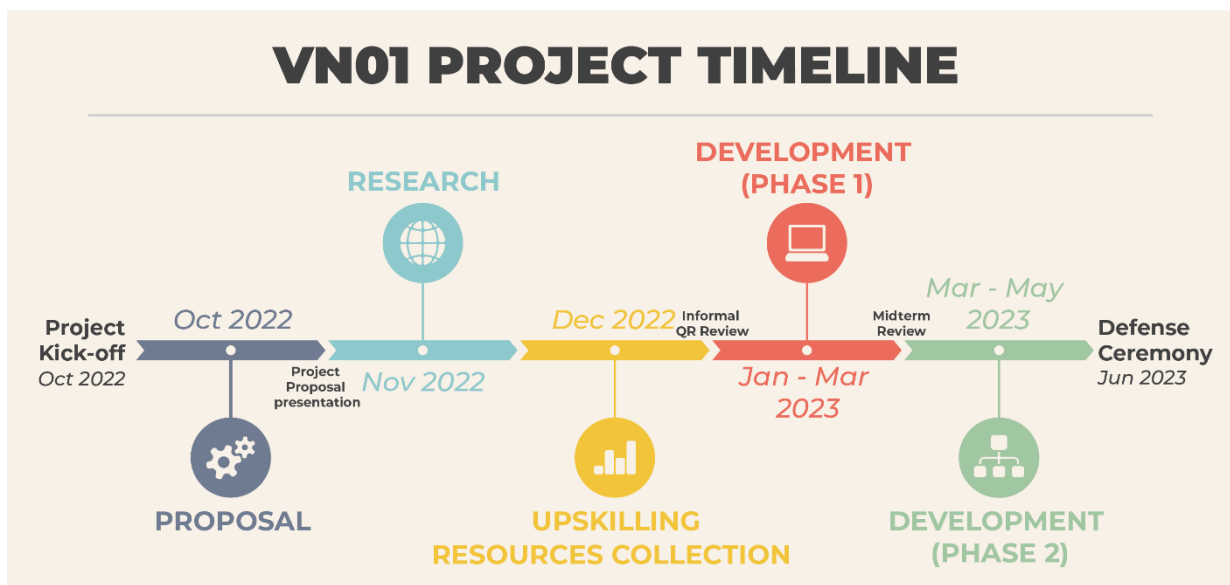 VN01 PROJECT TIMELINE
Project
Kick-off
Oct 2022
Oct 2022
PROPOSAL
Project
Proposal
presentation
RESEARCH
Nov 2022
Dec 2022
UPSKILLING
RESOURCES COLLECTION
Informal
QR Review
DEVELOPMENT
(PHASE 1)
Jan - Mar
2023
Midterm
Review
Mar - May
2023
DEVELOPMENT
(PHASE 2)
Defense
Ceremony
Jun 2023